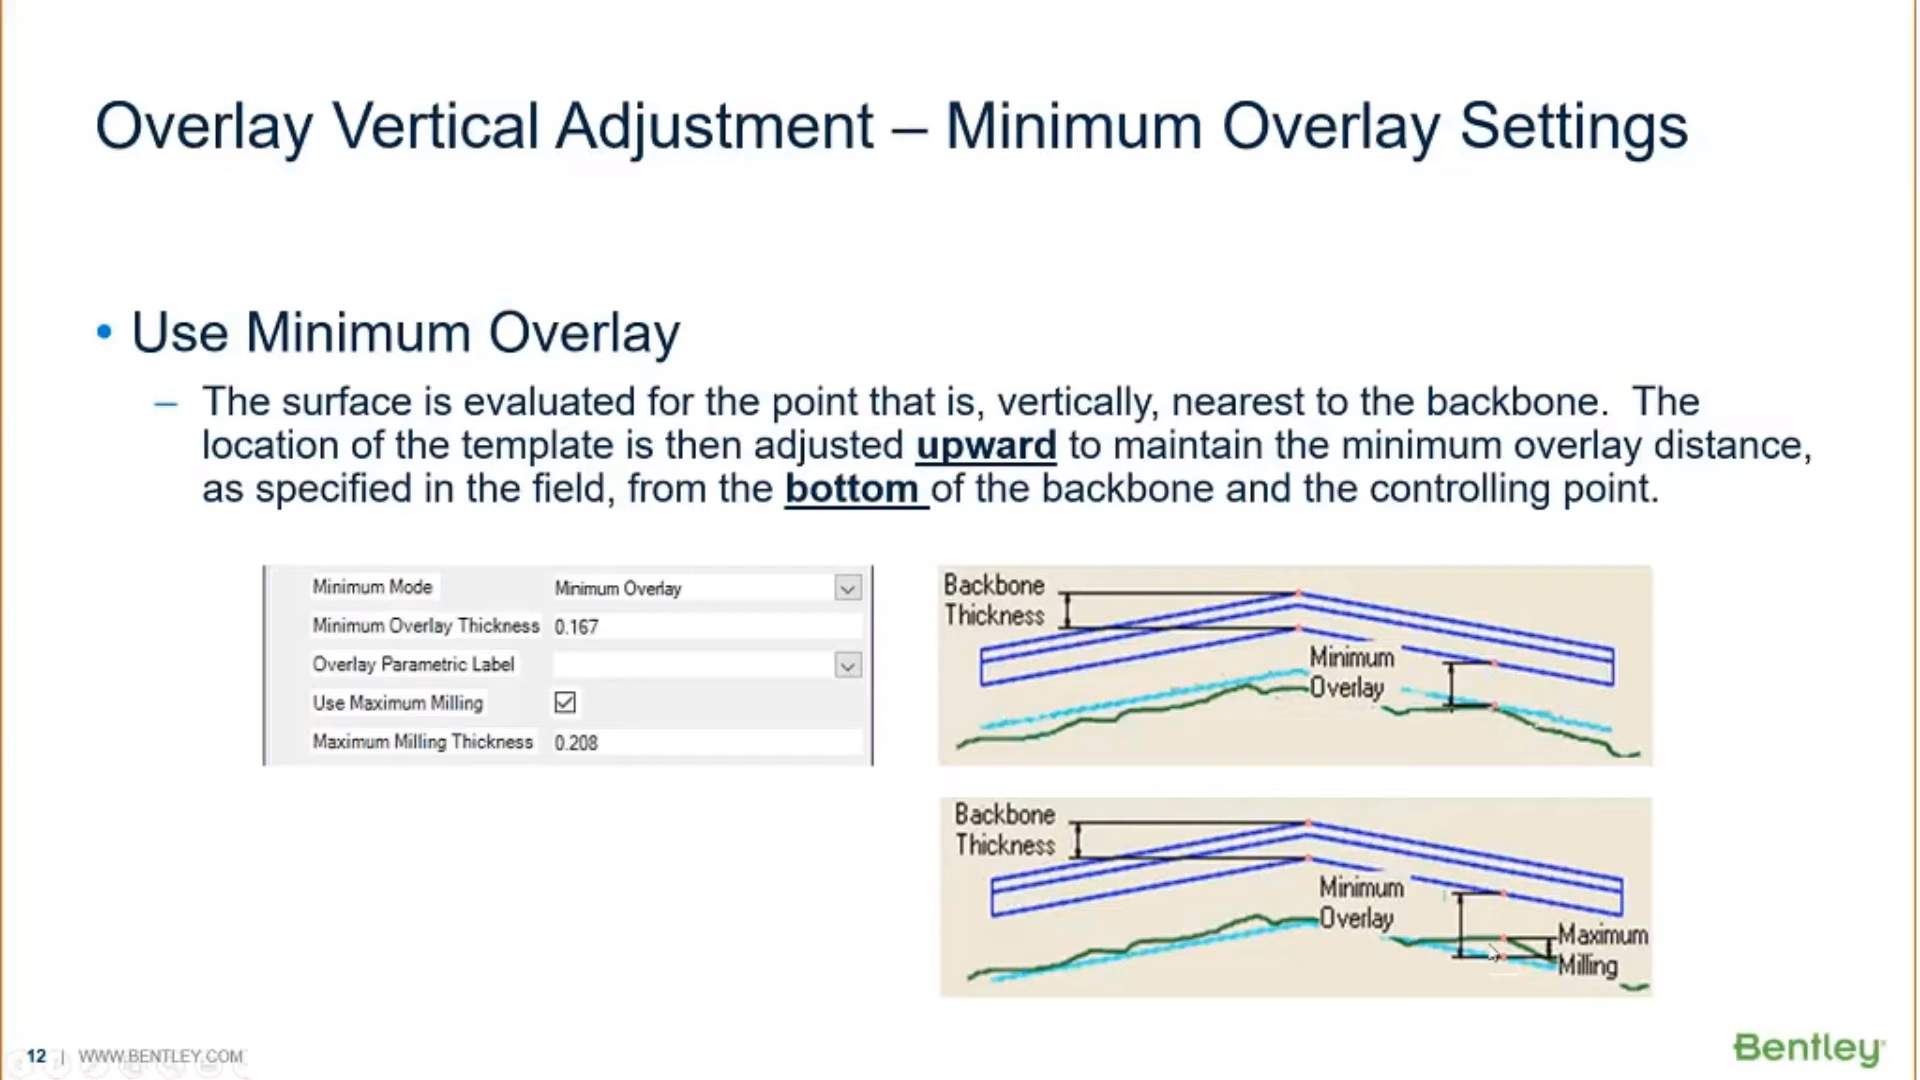 Overlay Vertical Adjustment – Minimum Overlay Settings
• Use Minimum Overlay
– The surface is evaluated for the point that is, vertically, nearest to the backbone. The
location of the template is then adjusted upward to maintain the minimum overlay distance,
as specified in the field, from the bottom of the backbone and the controlling point.
Minimum Mode Minimum Overlay
Minimum Overlay Thickness 0.167
Overlay Parametric Label
Use Maximum Milling
Maximum Milling Thickness 0.208
Backbone
Thickness
Minimum
Overlay
Backbone
Thickness
Minimum
Overlay
Maximum
Milling
12 | WWW.BENTLEY.COM
Bentley